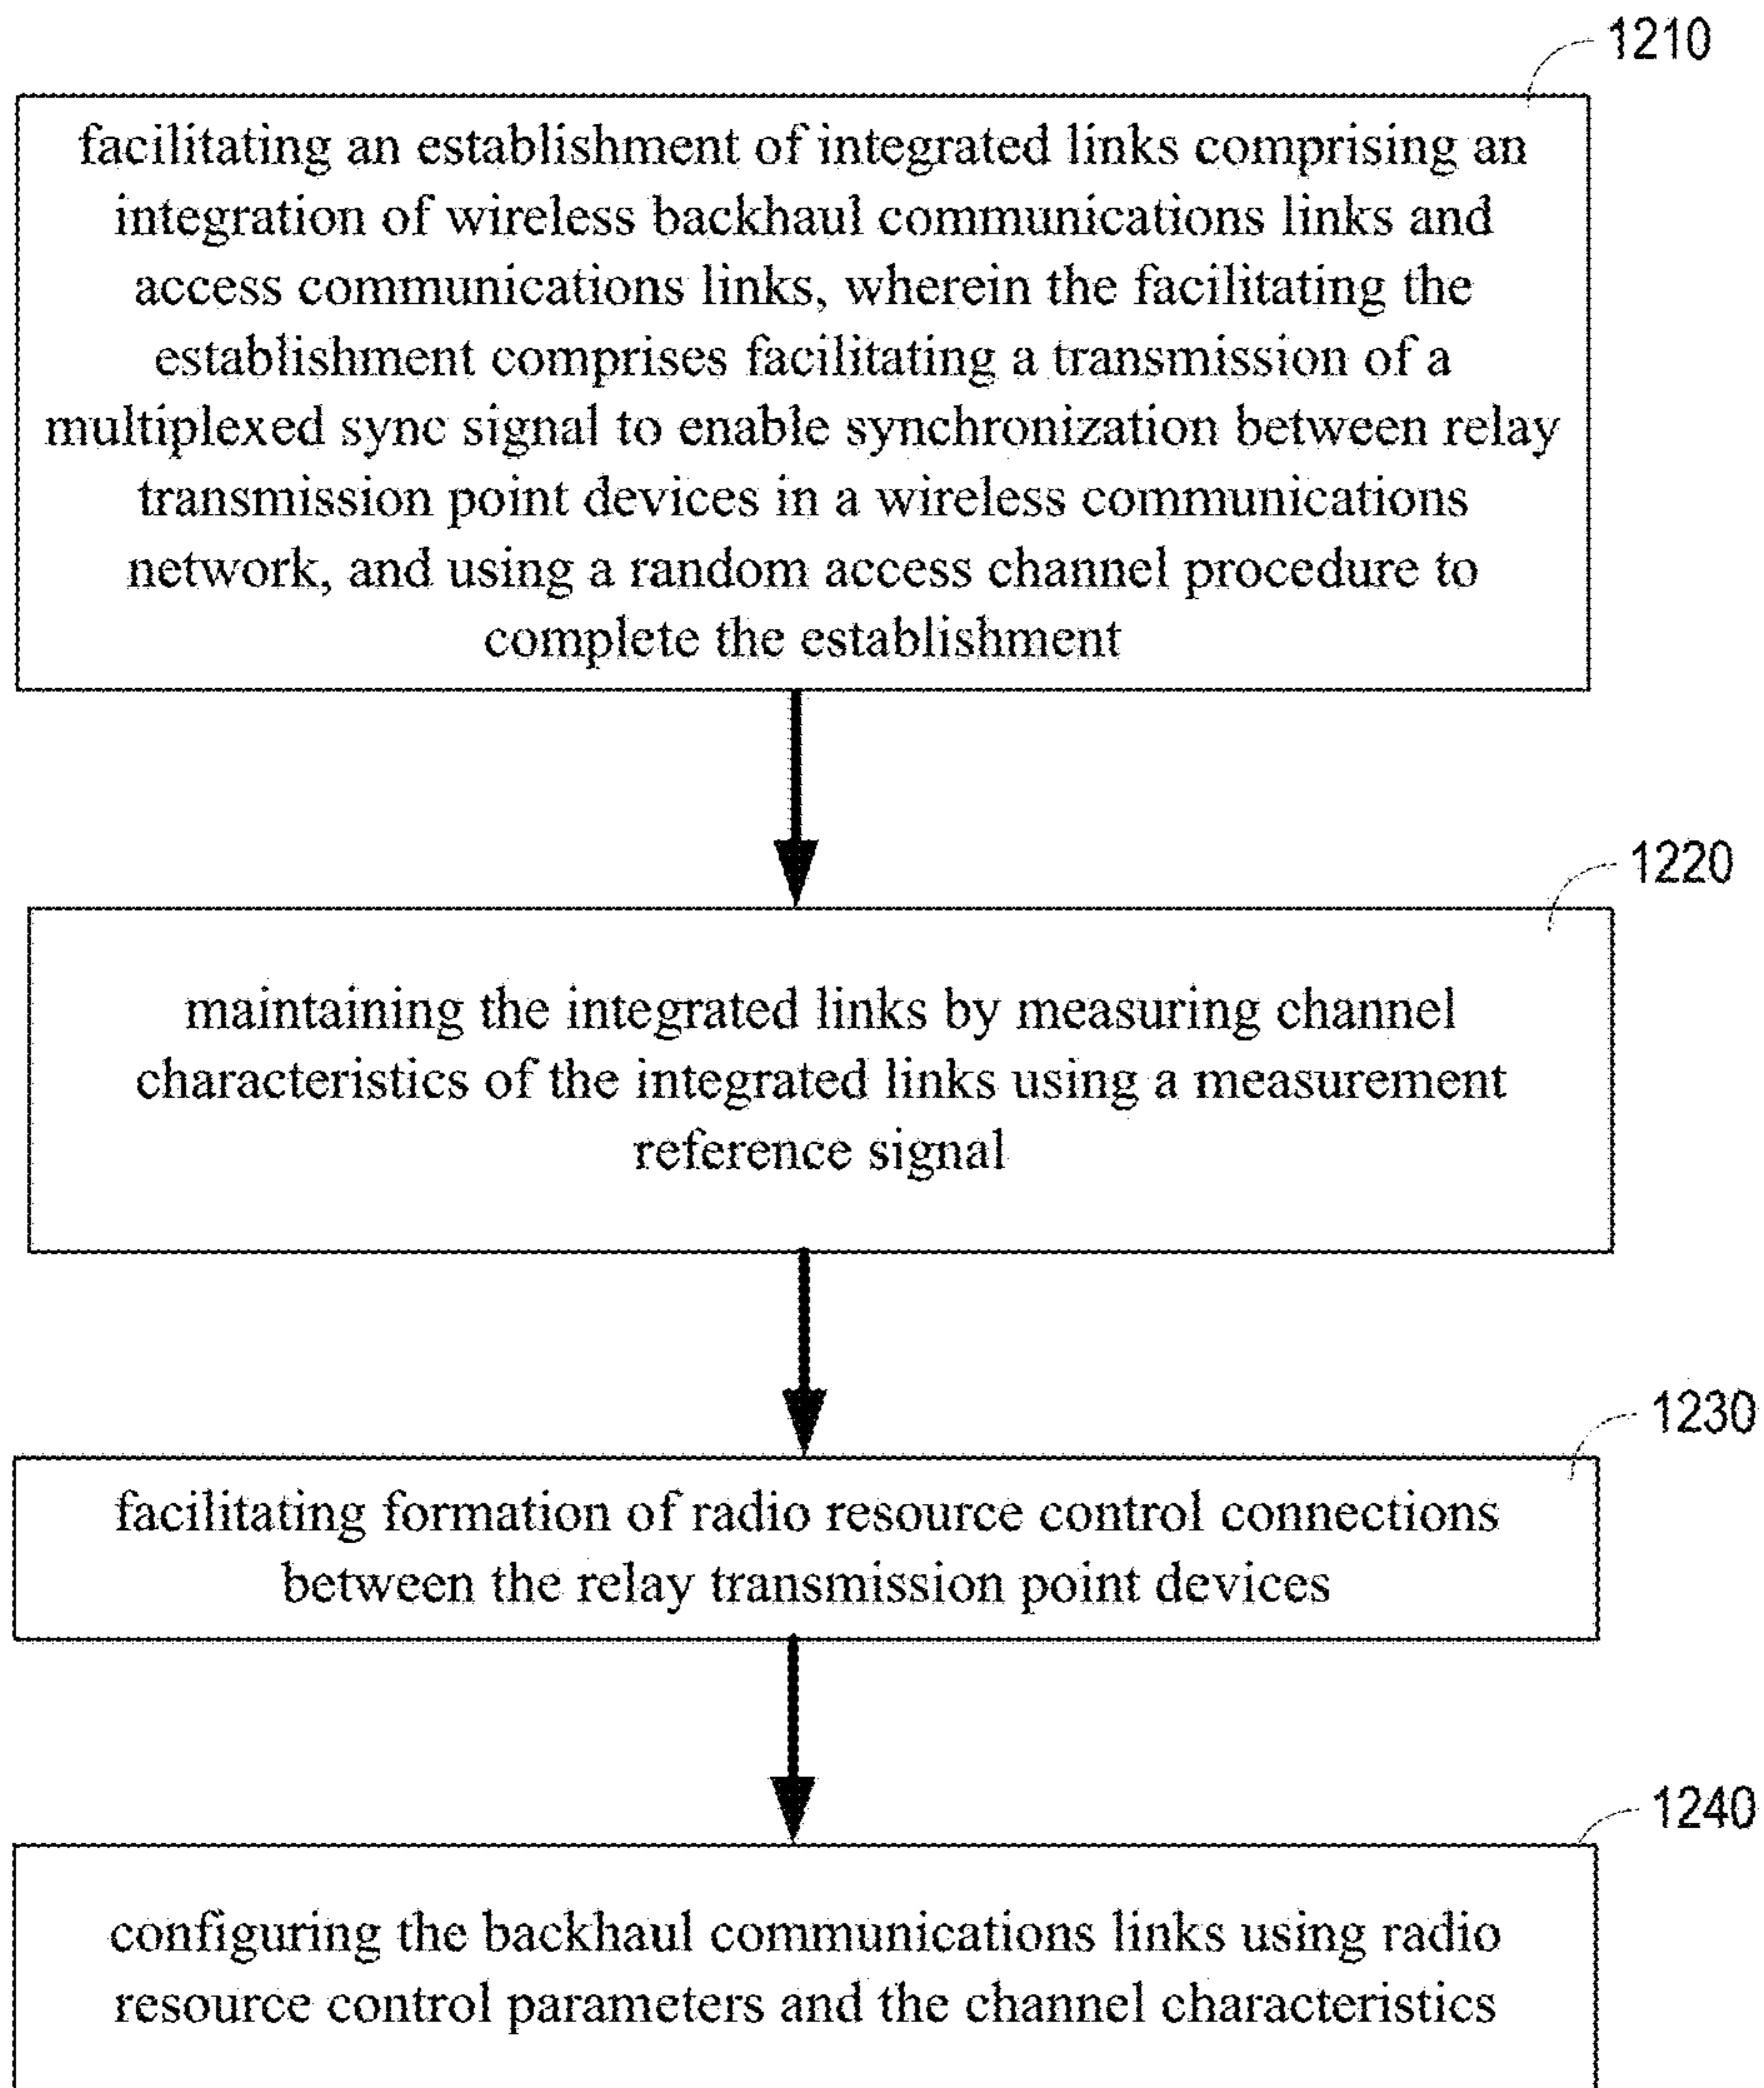 1210
facilitating an establishment of integrated links comprising an
integration of wireless backhaul communications links and
access communications links, wherein the facilitating the
establishment comprises facilitating a transmission of a
multiplexed sync signal to enable synchronization between relay
transmission point devices in a wireless communications
network, and using a random access channel procedure to
complete the establishment
1220
maintaining the integrated links by measuring channel
characteristics of the integrated links using a measurement
reference signal
1230
facilitating formation of radio resource control connections
between the relay transmission point devices
1240
configuring the backhaul communications links using radio
resource control parameters and the channel characteristics